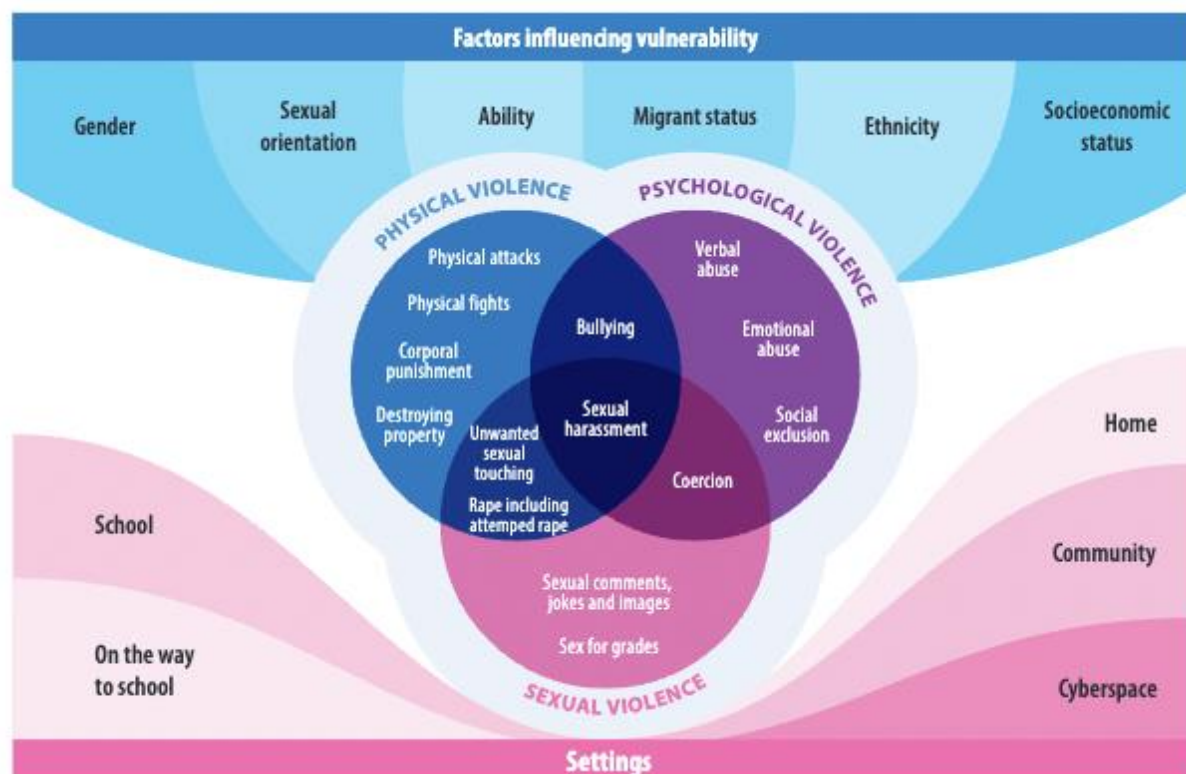 Factors influencing vulnerability
Gender
Sexual
orientation
Ability
Migrant status
Ethnicity
Socioeconomic
status
PHYSICAL VIOLENCE
PSYCHOLOGICAL VIOLENCE
Physical attacks
Physical fights
Corporal
punishment
Destroying
property
Bullying
Verbal
abuse
Emotional
abuse
Social
exclusion
Sexual
harassment
Unwanted
sexual
touching
Rape including
attemped rape
Coercion
Sexual comments,
jokes and images
Sex for grades
SEXUAL VIOLENCE
School
On the way
to school
Home
Community
Cyberspace
Settings